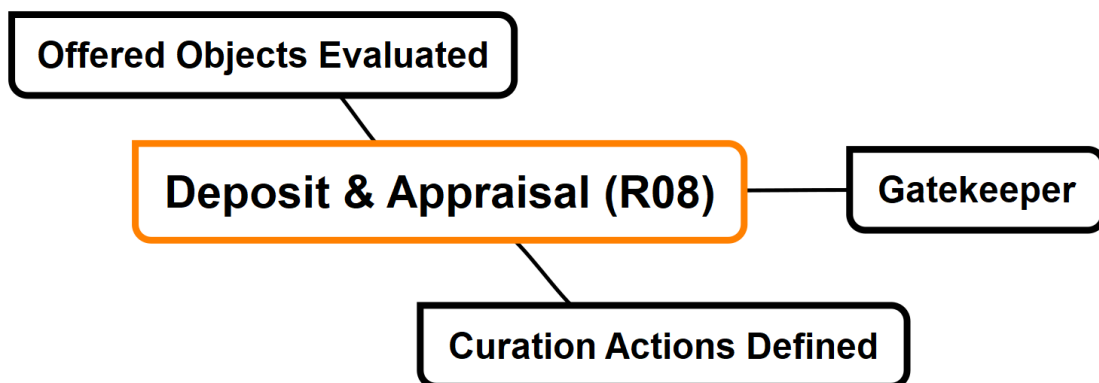 Offered Objects Evaluated
Deposit & Appraisal (R08)
Gatekeeper
Curation Actions Defined